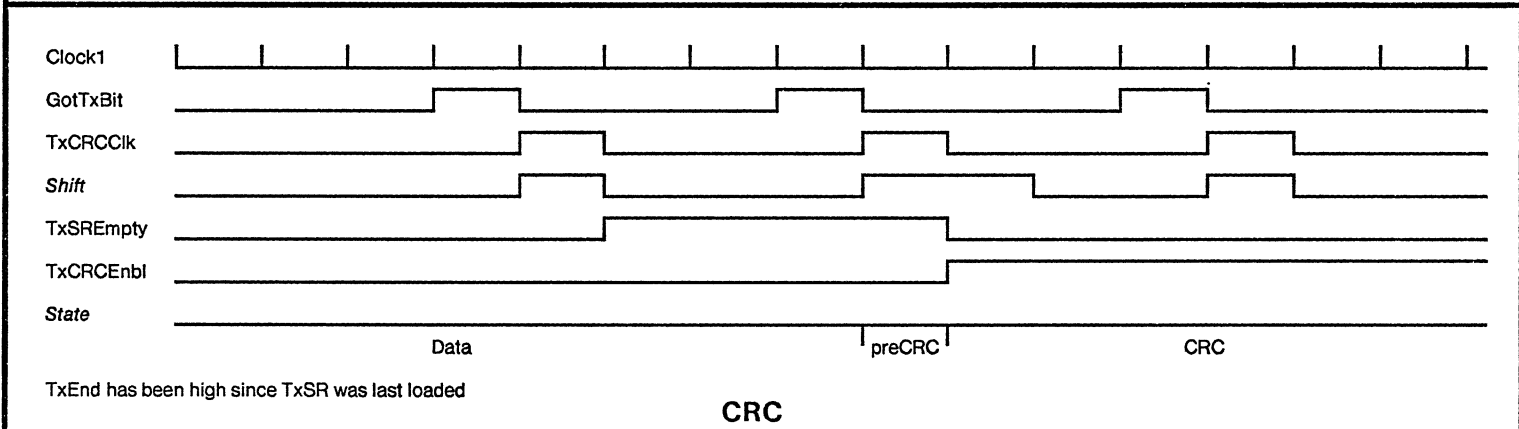 Clock1
GotTxBit
TxCRCClk
Shift
TxSREmpty
TxCRCEnbl
State
Data preCRC CRC
TxEnd has been high since TxSR was last loaded
CRC